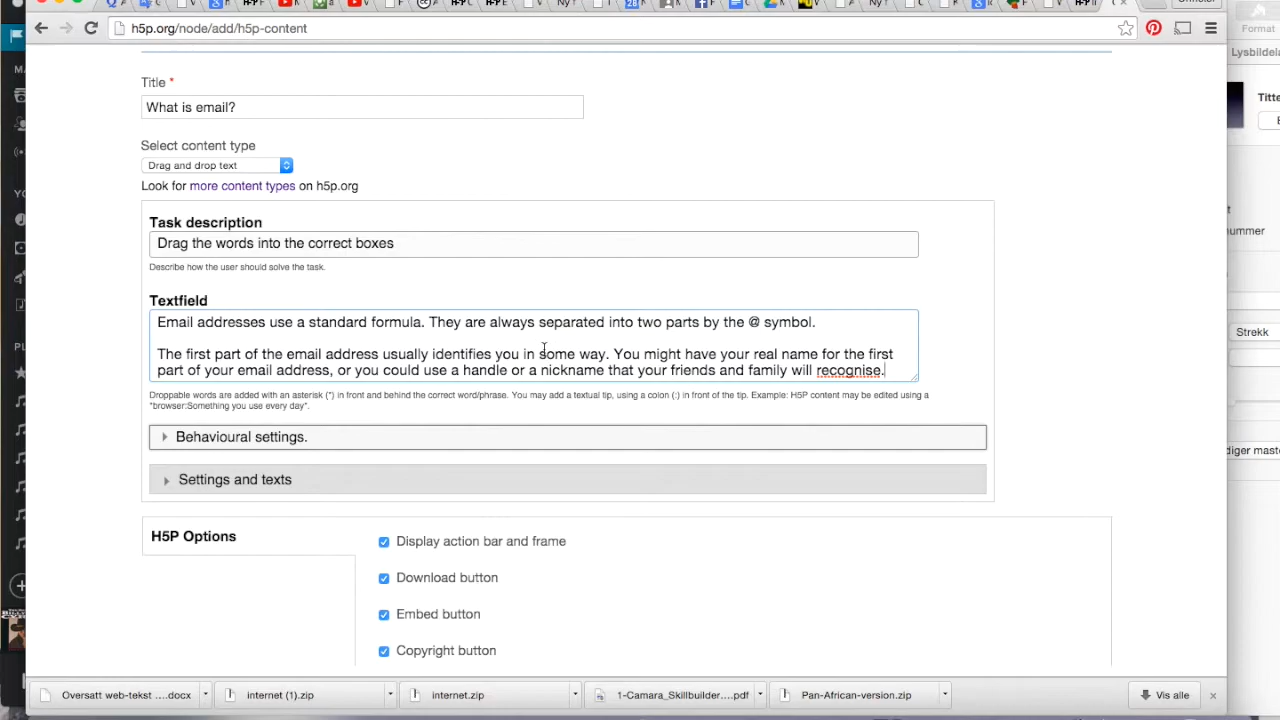 h5p.org/node/add/h5p-content
Format
Lysbildela
Title *
What is email?
Select content type
Drag and drop text
Look for more content types on h5p.org
Task description
Drag the words into the correct boxes
Describe how the user should solve the task.
Textfield
Email addresses use a standard formula. They are always separated into two parts by the @ symbol.
The first part of the email address usually identifies you in some way. You might have your real name for the first
part of your email address, or you could use a handle or a nickname that your friends and family will recognise.
Droppable words are added with an asterisk (*) in front and behind the correct word/phrase. You may add a textual tip, using a colon (:) in front of the tip. Example: H5P content may be edited using a
*browser:Something you use every day*.
Behavioural settings.
Settings and texts
H5P Options
Display action bar and frame
Download button
Embed button
Copyright button
Titte
ummer
Strekk
diger maste
Oversatt web-tekst ....docx
internet (1).zip
internet.zip
1-Camara_Skillbuilder....pdf
Pan-African-version.zip
Vis alle